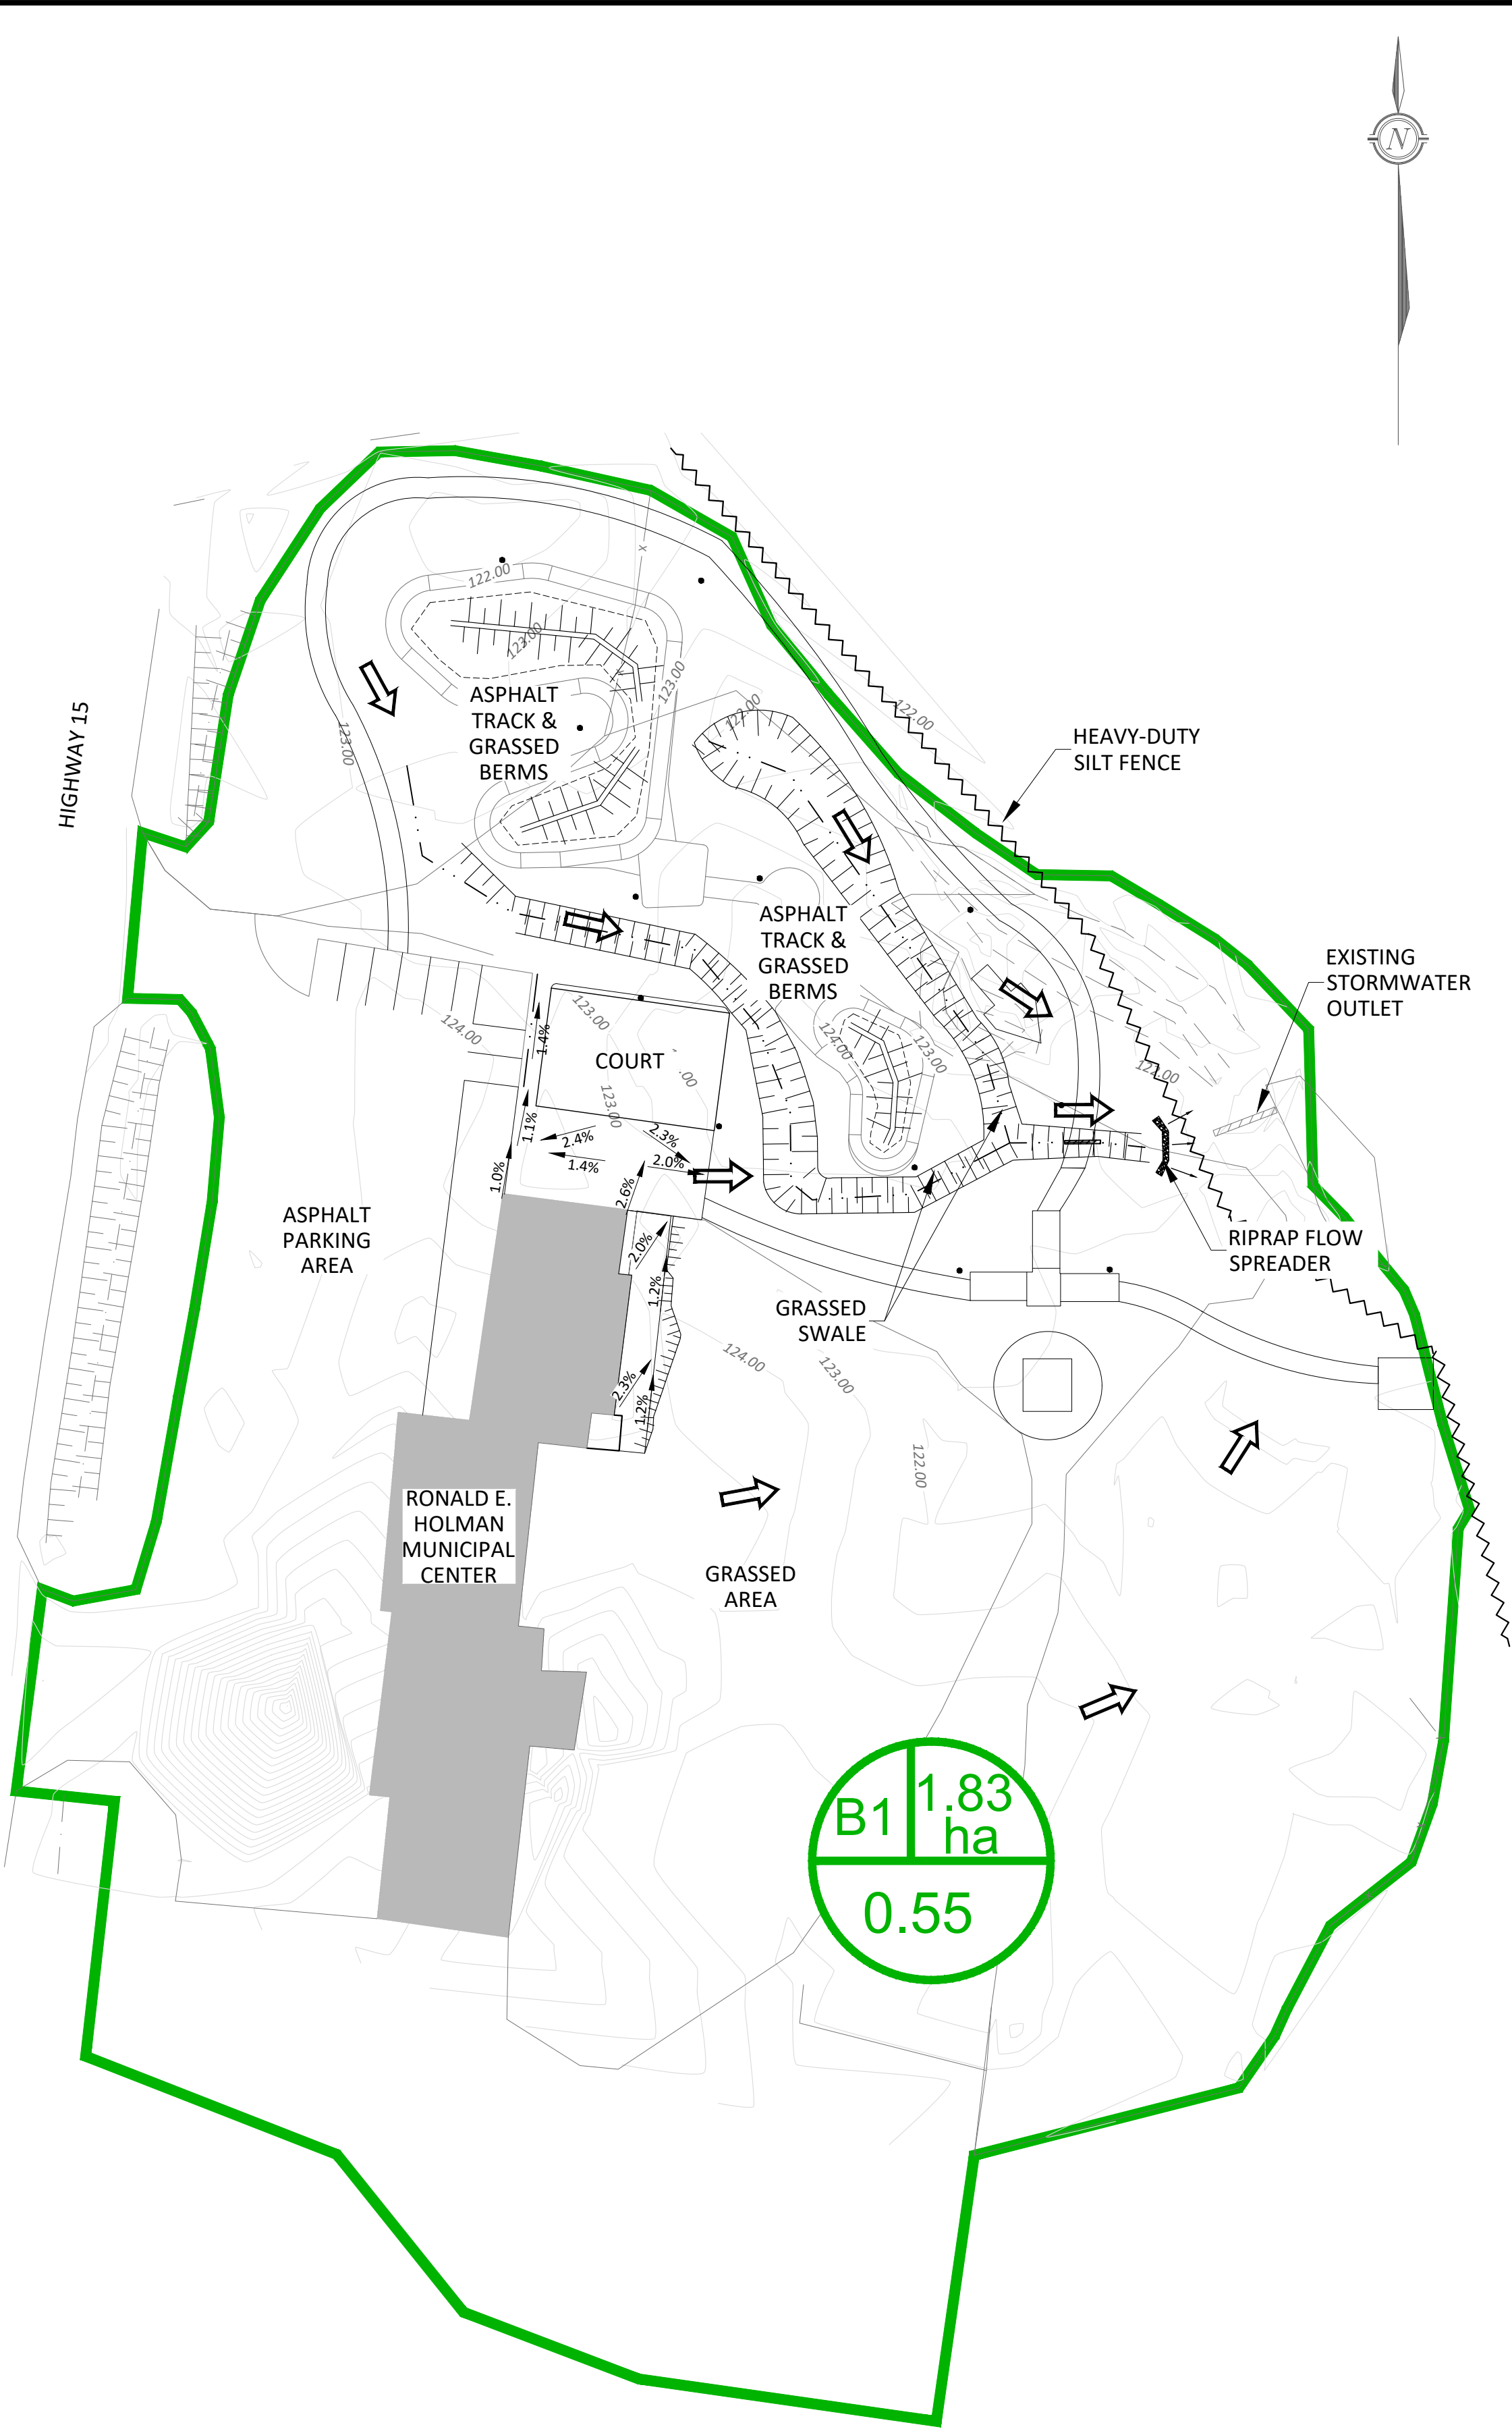 N
122.00
x
123.00
123.00
ASPHALT
TRACK &
GRASSED
BERMS
122.00
122.00
HIGHWAY 15
123.00
HEAVY-DUTY
SILT FENCE
ASPHALT
TRACK &
GRASSED
BERMS
EXISTING
STORMWATER
OUTLET
124.00
123.00
1.4%
COURT
.00
124.00
123.00
122.00
123.00
1.1%
2.4%
1.4%
2.3%
2.0%
1.0%
2.6%
ASPHALT
PARKING
AREA
2.0%
1.2%
RIPRAP FLOW
SPREADER
GRASSED
SWALE
124.00
123.00
2.3%
1.2%
122.00
RONALD E.
HOLMAN
MUNICIPAL
CENTER
GRASSED
AREA
B1
1.83
ha
0.55